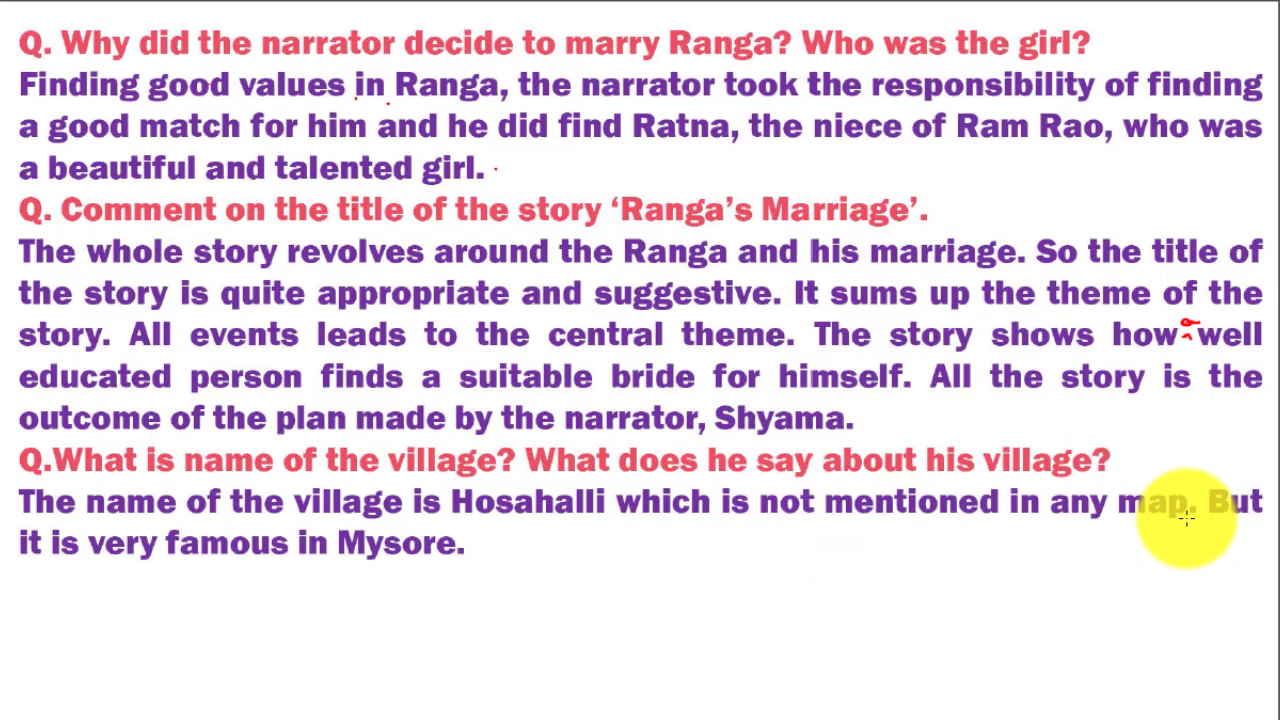 Q. Why did the narrator decide to marry Ranga? Who was the girl?
Finding good values in Ranga, the narrator took the responsibility of finding
a good match for him and he did find Ratna, the niece of Ram Rao, who was
a beautiful and talented girl.
Q. Comment on the title of the story ‘Ranga’s Marriage’.
The whole story revolves around the Ranga and his marriage. So the title of
the story is quite appropriate and suggestive. It sums up the theme of the
story. All events leads to the central theme. The story shows how a well
educated person finds a suitable bride for himself. All the story is the
outcome of the plan made by the narrator, Shyama.
Q.What is name of the village? What does he say about his village?
The name of the village is Hosahalli which is not mentioned in any map. But
it is very famous in Mysore.